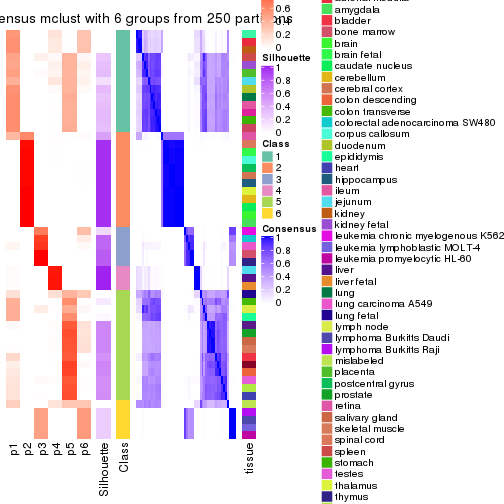 ensus mclust with 6 groups from 250 part
0.6
0.4
0.2
0
Silhouette
1
0.8
0.6
0.4
0.2
0
Class
1
2
3
4
5
6
Consensus
1
0.8
0.6
0.4
0.2
0
p1
p2
p3
p4
p5
p6
Silhouette
Class
tissue
amygdala
bladder
bone marrow
brain
brain fetal
caudate nucleus
cerebellum
cerebral cortex
colon descending
colon transverse
colorectal adenocarcinoma SW480
corpus callosum
duodenum
epididymis
heart
hippocampus
ileum
jejunum
kidney
kidney fetal
leukemia chronic myelogenous K562
leukemia lymphoblastic MOLT-4
leukemia promyelocytic HL-60
liver
liver fetal
lung
lung carcinoma A549
lung fetal
lymph node
lymphoma Burkitts Daudi
lymphoma Burkitts Raji
mislabeled
placenta
postcentral gyrus
prostate
retina
salivary gland
skeletal muscle
spinal cord
spleen
stomach
testes
thalamus
thymus